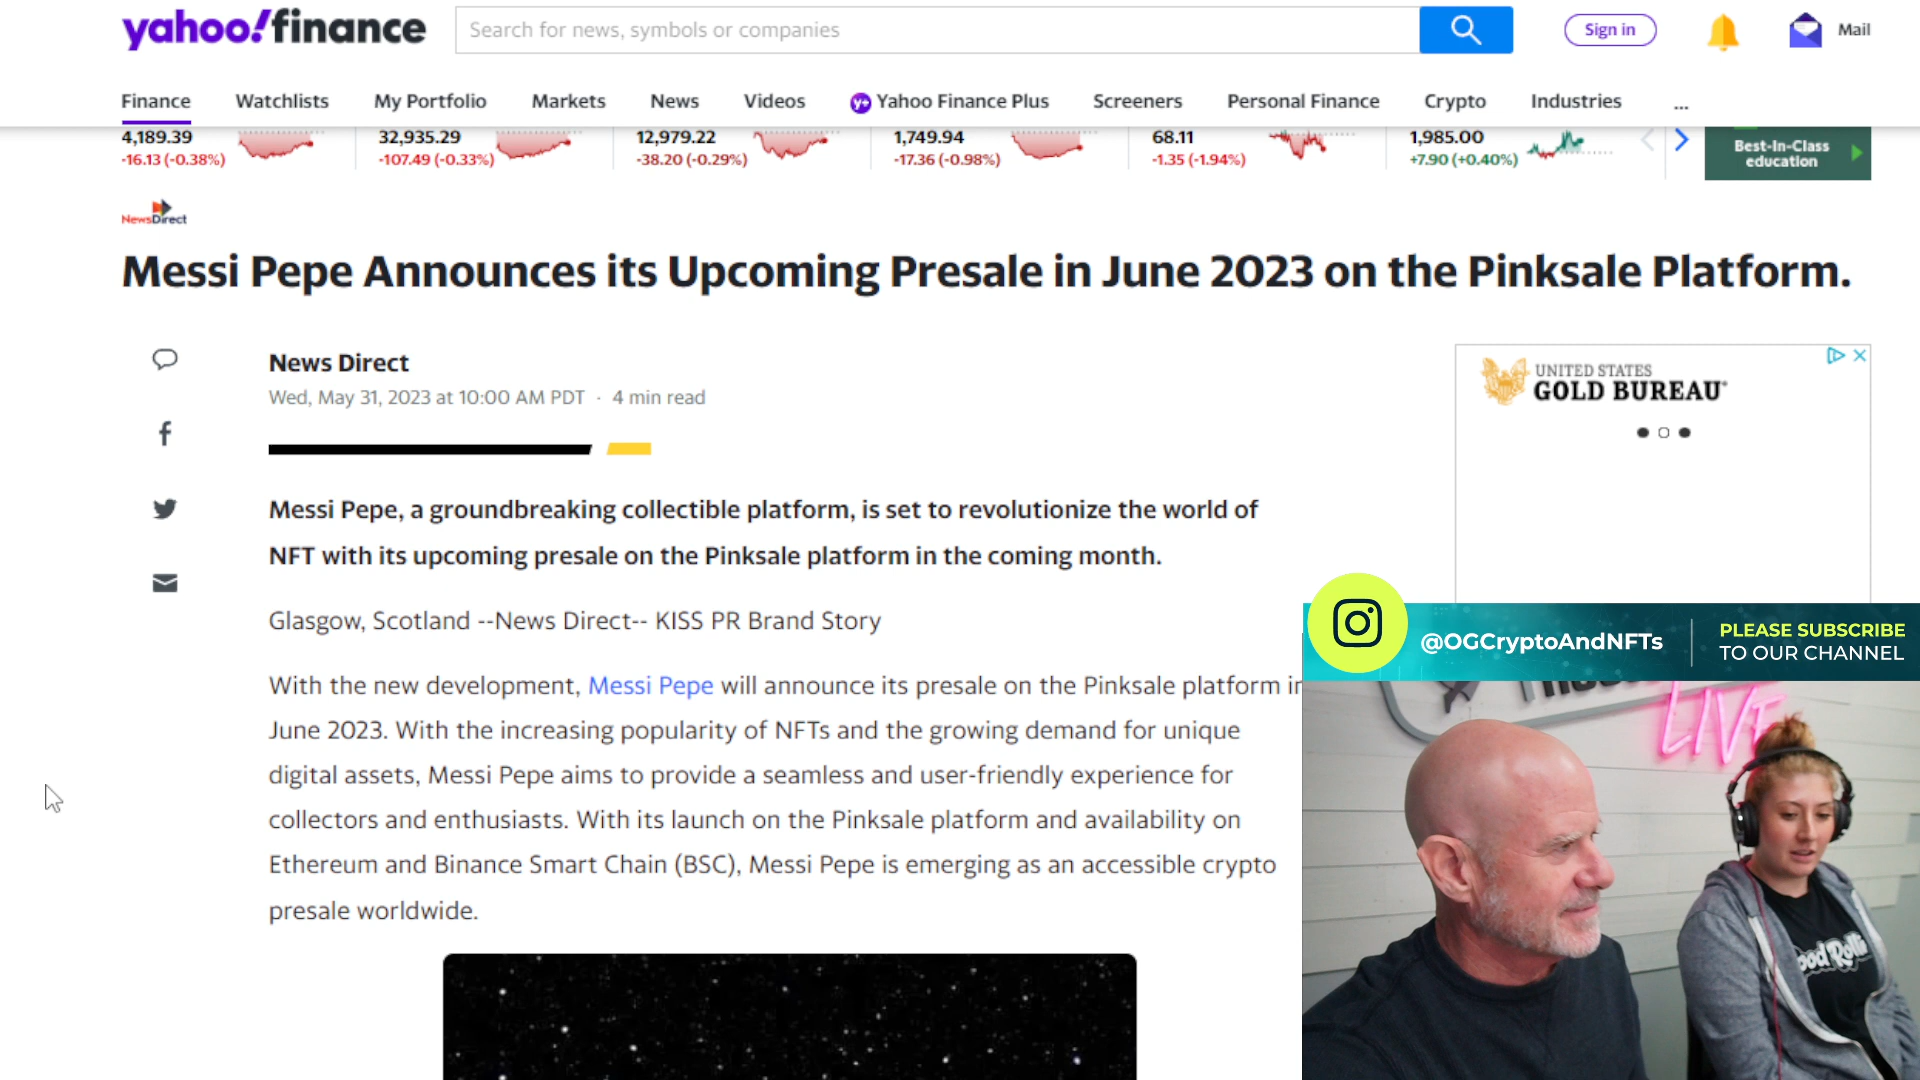 yahoo!finance
Search for news, symbols or companies
Sign in
Mail
Finance Watchlists My Portfolio Markets News Videos y+ Yahoo Finance Plus Screeners Personal Finance Crypto Industries ...
4,189.39 32,935.29 12,979.22 1,749.94 68.11 1,985.00
-16.13 (-0.38%) -107.49 (-0.33%) -38.20 (-0.29%) -17.36 (-0.98%) -1.35 (-1.94%) +7.90 (+0.40%)
Best-In-Class
education
NewsDirect
Messi Pepe Announces its Upcoming Presale in June 2023 on the Pinksale Platform.
News Direct
Wed, May 31, 2023 at 10:00 AM PDT · 4 min read
UNITED STATES
GOLD BUREAU
Messi Pepe, a groundbreaking collectible platform, is set to revolutionize the world of
NFT with its upcoming presale on the Pinksale platform in the coming month.
Glasgow, Scotland --News Direct-- KISS PR Brand Story
With the new development, Messi Pepe will announce its presale on the Pinksale platform in
June 2023. With the increasing popularity of NFTs and the growing demand for unique
digital assets, Messi Pepe aims to provide a seamless and user-friendly experience for
collectors and enthusiasts. With its launch on the Pinksale platform and availability on
Ethereum and Binance Smart Chain (BSC), Messi Pepe is emerging as an accessible crypto
presale worldwide.
@OGCryptoAndNFTs
PLEASE SUBSCRIBE
TO OUR CHANNEL
LIVE